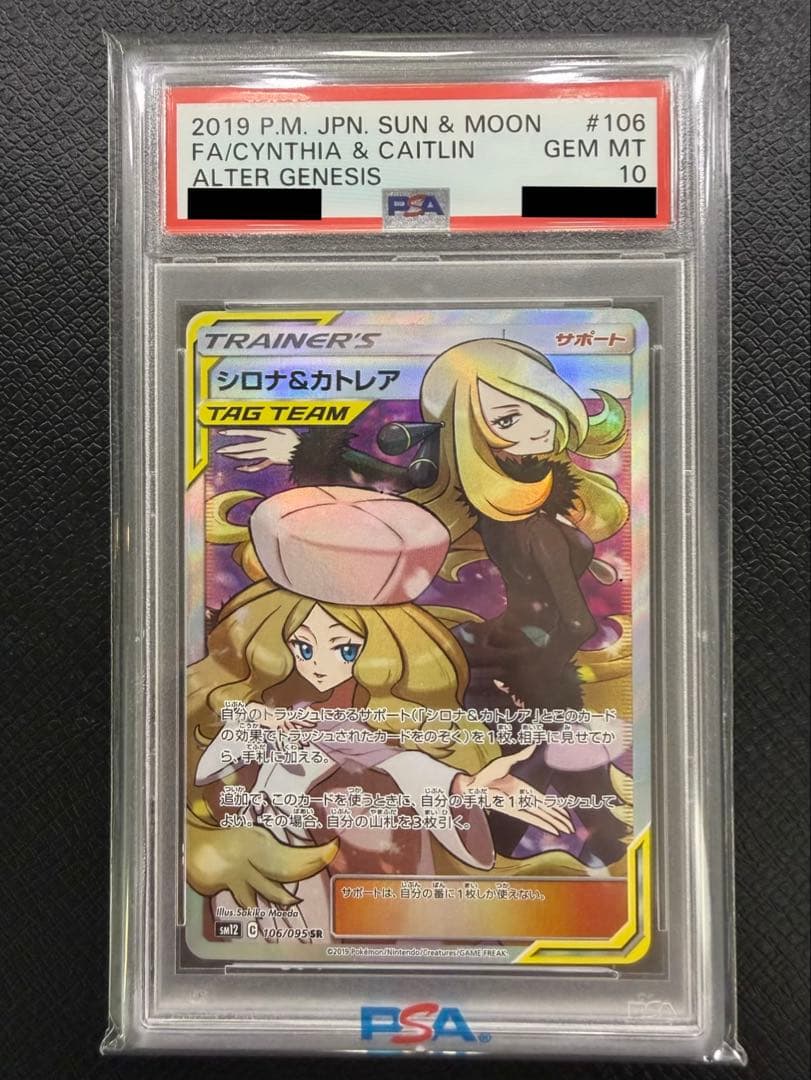 2019 P.M. JPN. SUN & MOON #106
FA/CYNTHIA & CAITLIN GEM MT
ALTER GENESIS 10
PSA
TRAINER'S サポート
シロナ&カトレア
TAG TEAM
自分のトラッシュにあるサポート(「シロナ&カトレア」とこのカード
の効果でトラッシュされたカードをのぞく)を1枚、相手に見せてか
ら、手札に加える。
追加で、このカードを使うときに、自分の手札を1枚トラッシュして
よい。その場合、自分の山札を3枚引く。
サポートは、自分の番に1枚しか使えない。
Illus.Sakiko Maeda
sm12 C 106/095 SR
©2019 Pokémon/Nintendo/Creatures/GAME FREAK.
PSA®
PSA